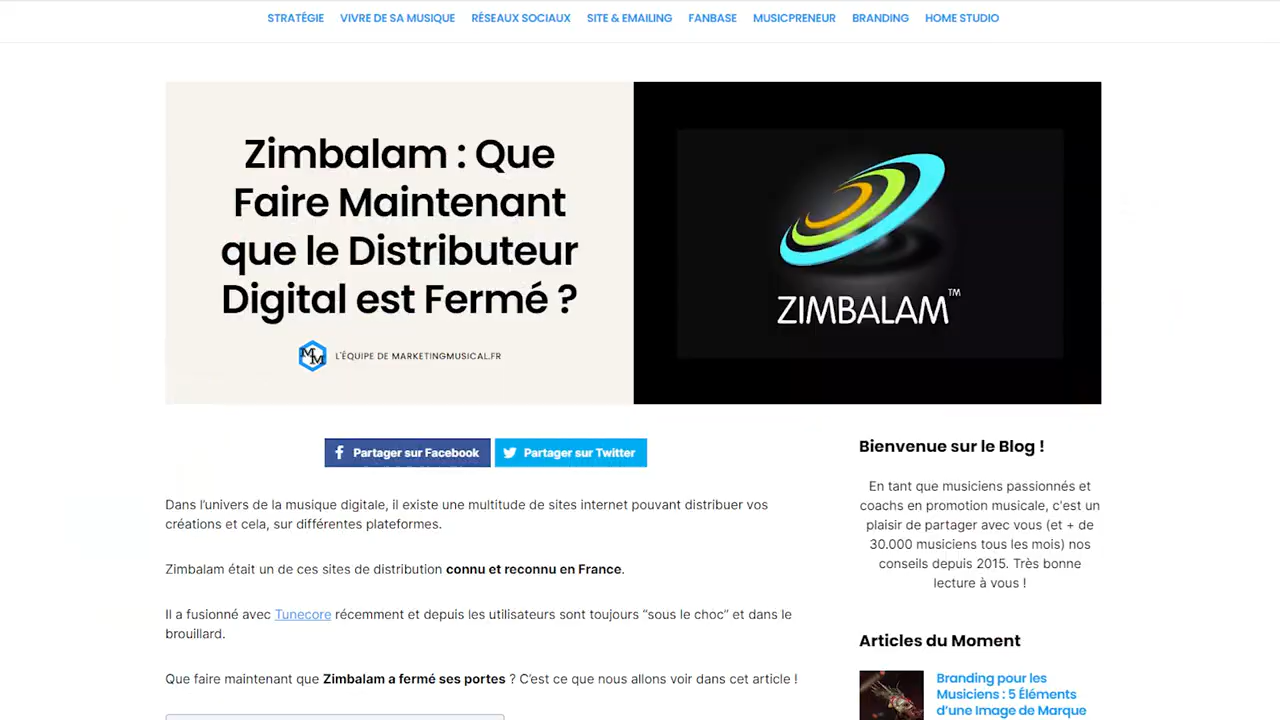 STRATÉGIE VIVRE DE SA MUSIQUE RÉSEAUX SOCIAUX SITE & EMAILING FANBASE MUSICPRENEUR BRANDING HOME STUDIO
Zimbalam : Que
Faire Maintenant
que le Distributeur
Digital est Fermé ?
MM L'ÉQUIPE DE MARKETINGMUSICAL.FR
ZIMBALAM™
Partager sur Facebook Partager sur Twitter
Dans l’univers de la musique digitale, il existe une multitude de sites internet pouvant distribuer vos
créations et cela, sur différentes plateformes.
Zimbalam était un de ces sites de distribution connu et reconnu en France.
Il a fusionné avec Tunecore récemment et depuis les utilisateurs sont toujours “sous le choc” et dans le
brouillard.
Que faire maintenant que Zimbalam a fermé ses portes ? C’est ce que nous allons voir dans cet article !
Bienvenue sur le Blog !
En tant que musiciens passionnés et
coachs en promotion musicale, c'est un
plaisir de partager avec vous (et + de
30.000 musiciens tous les mois) nos
conseils depuis 2015. Très bonne
lecture à vous !
Articles du Moment
Branding pour les
Musiciens : 5 Éléments
d’une Image de Marque